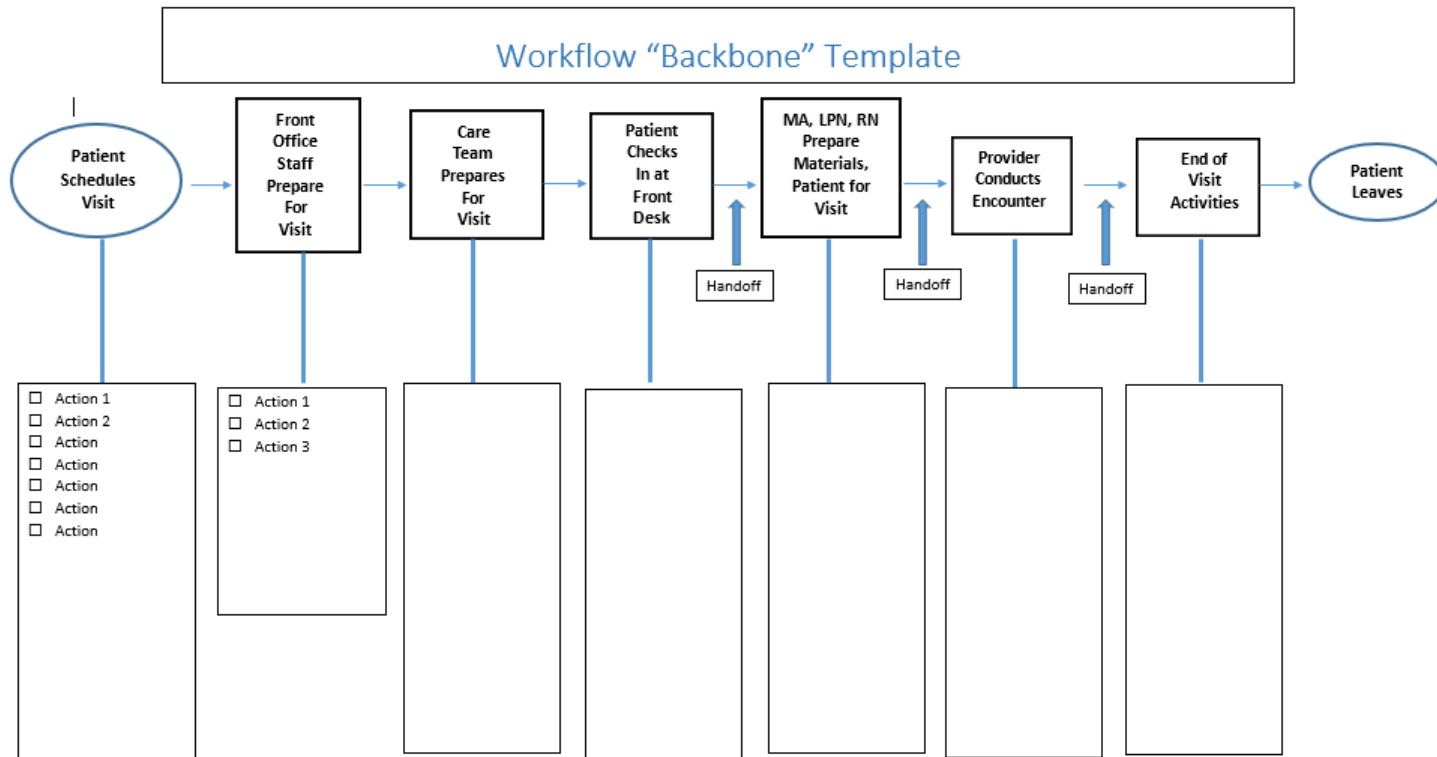 Workflow “Backbone” Template
Patient
Schedules
Visit
Front
Office
Staff
Prepare
For
Visit
Care
Team
Prepares
For
Visit
Patient
Checks
In at
Front
Desk
MA, LPN, RN
Prepare
Materials,
Patient for
Visit
Provider
Conducts
Encounter
End of
Visit
Activities
Patient
Leaves
Handoff
Handoff
Handoff
☐ Action 1
☐ Action 2
☐ Action
☐ Action
☐ Action
☐ Action
☐ Action
☐ Action 1
☐ Action 2
☐ Action 3